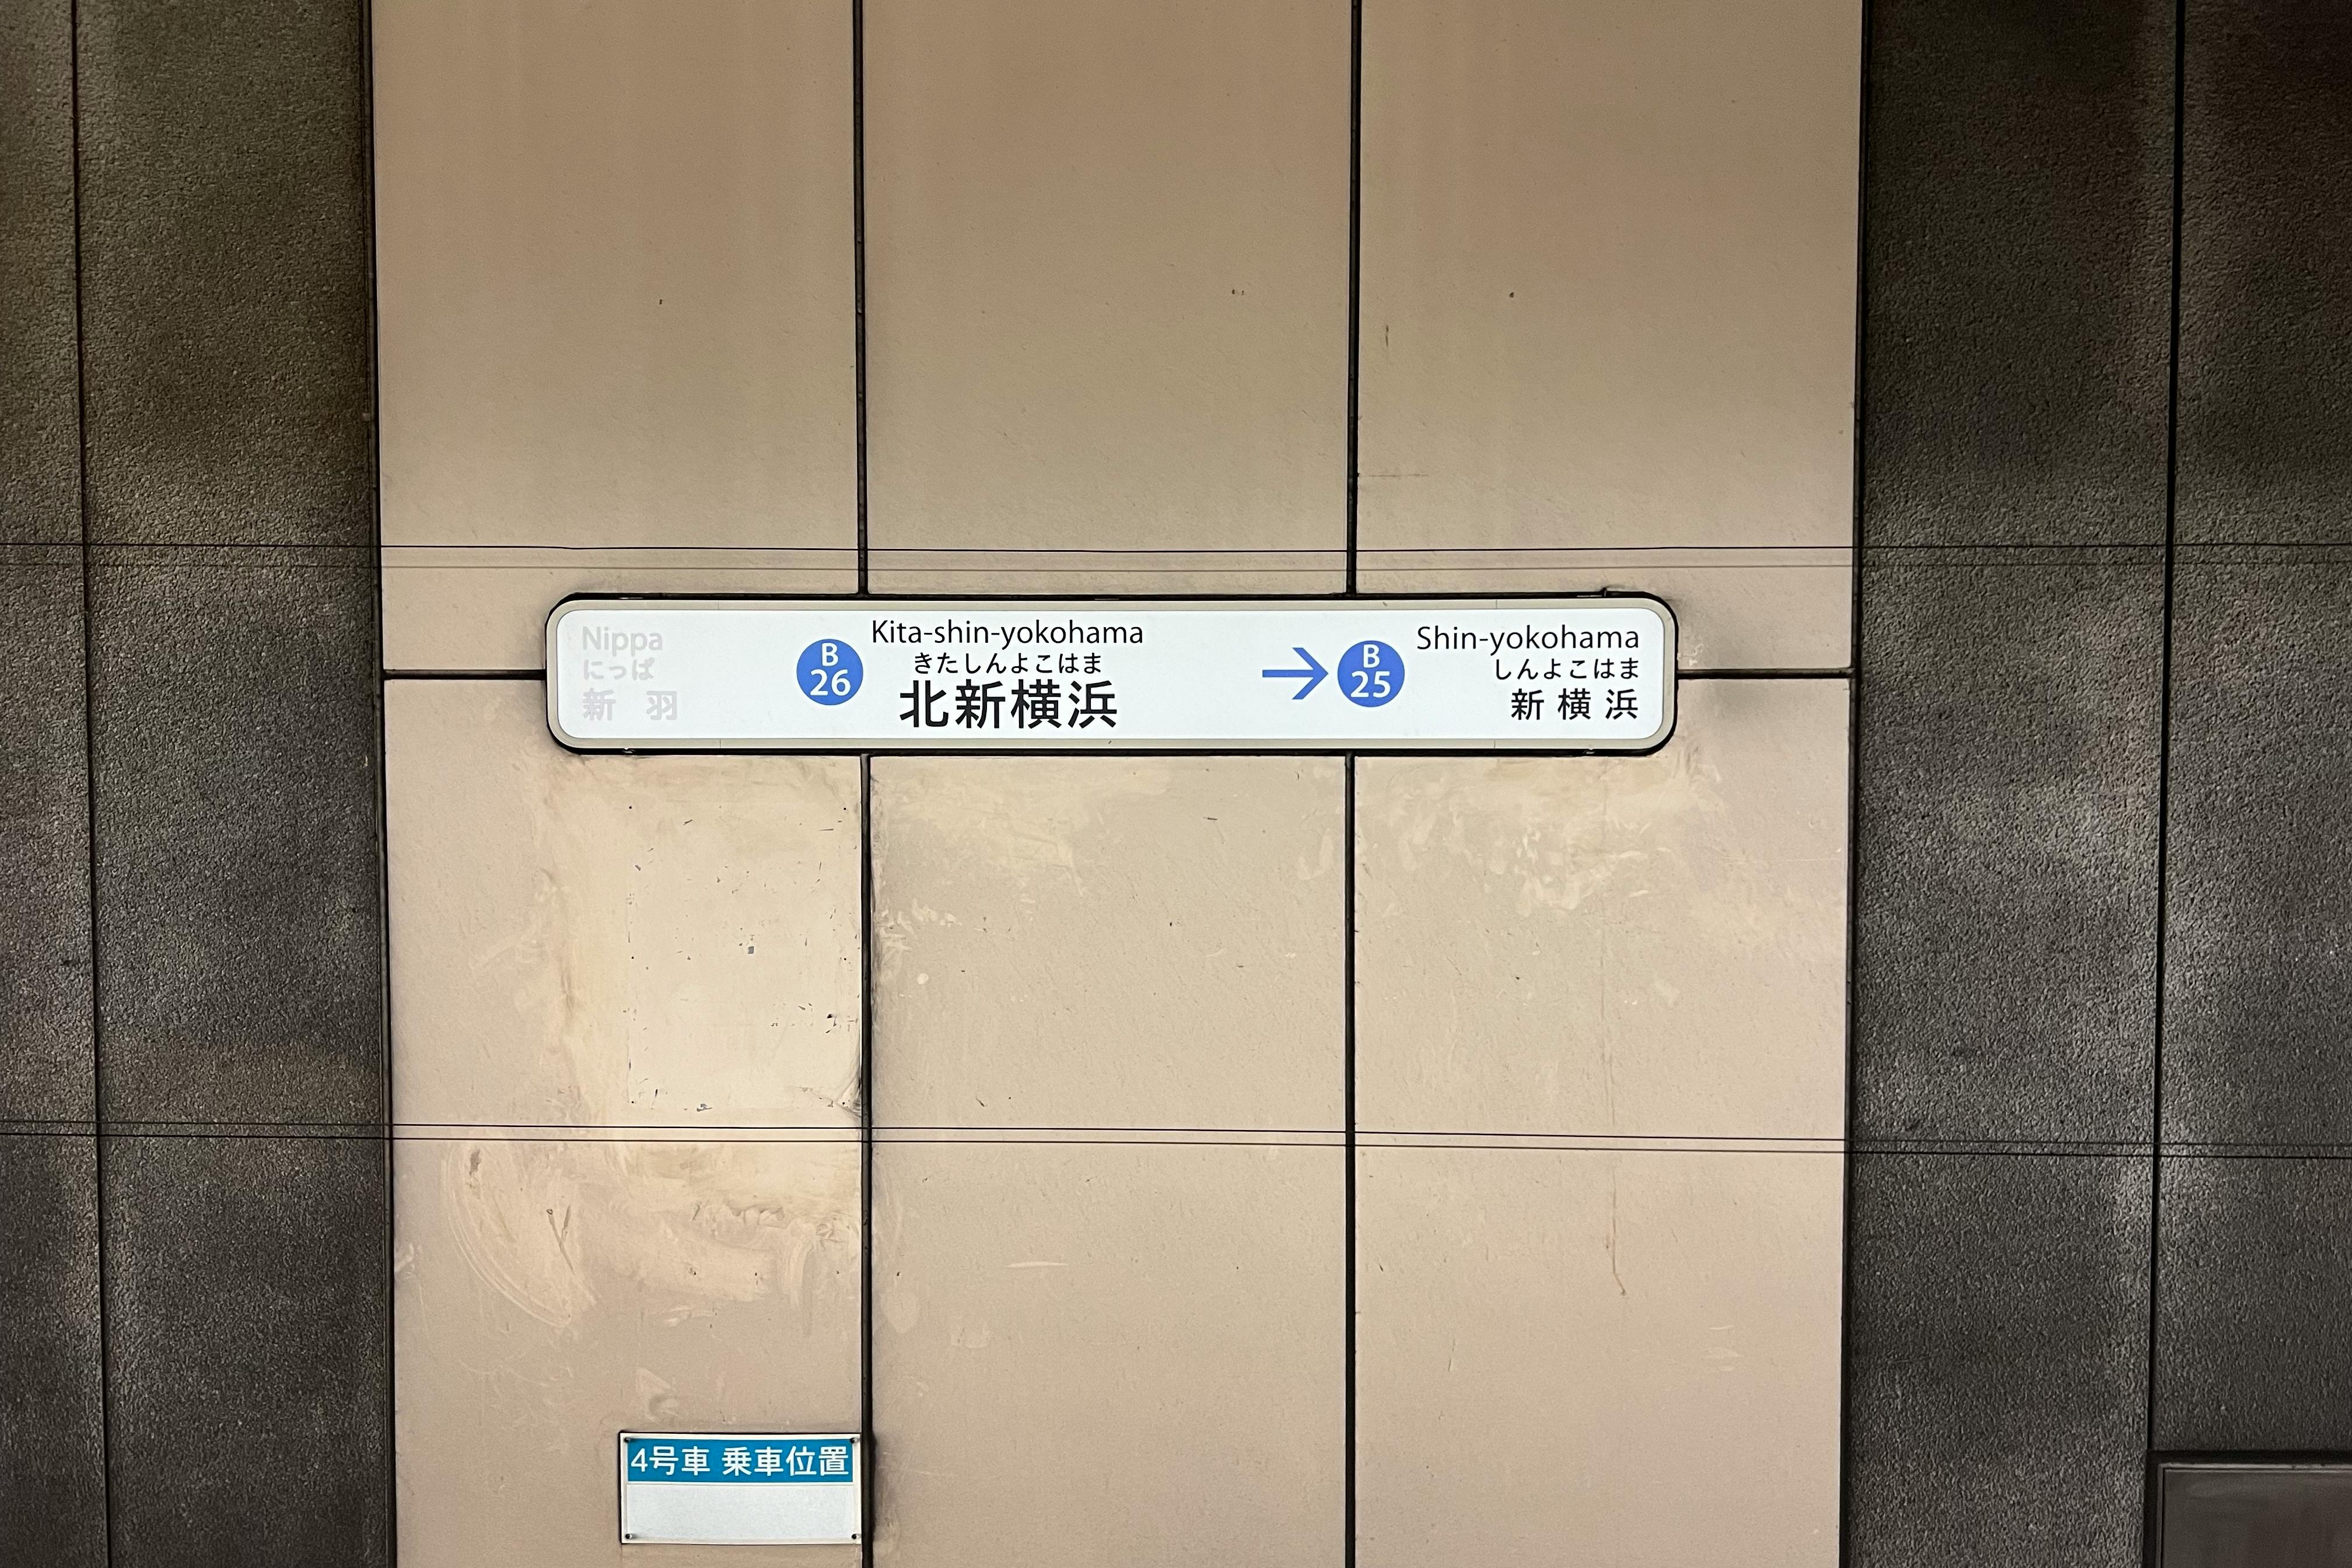 Nippa
にっぱ
新 羽
B
26
Kita-shin-yokohama
きたしんよこはま
北新横浜
→
B
25
Shin-yokohama
しんよこはま
新横浜
4号車 乗車位置